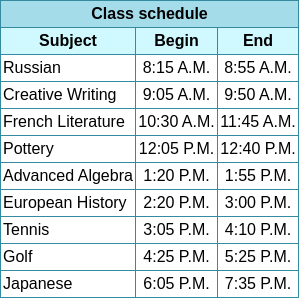 Class schedule
Subject Begin End
Russian 8:15 A.M. 8:55 A.M.
Creative Writing 9:05 A.M. 9:50 A.M.
French Literature 10:30 A.M. 11:45 A.M.
Pottery 12:05 P.M. 12:40 P.M.
Advanced Algebra 1:20 P.M. 1:55 P.M.
European History 2:20 P.M. 3:00 P.M.
Tennis 3:05 P.M. 4:10 P.M.
Golf 4:25 P.M. 5:25 P.M.
Japanese 6:05 P.M. 7:35 P.M.